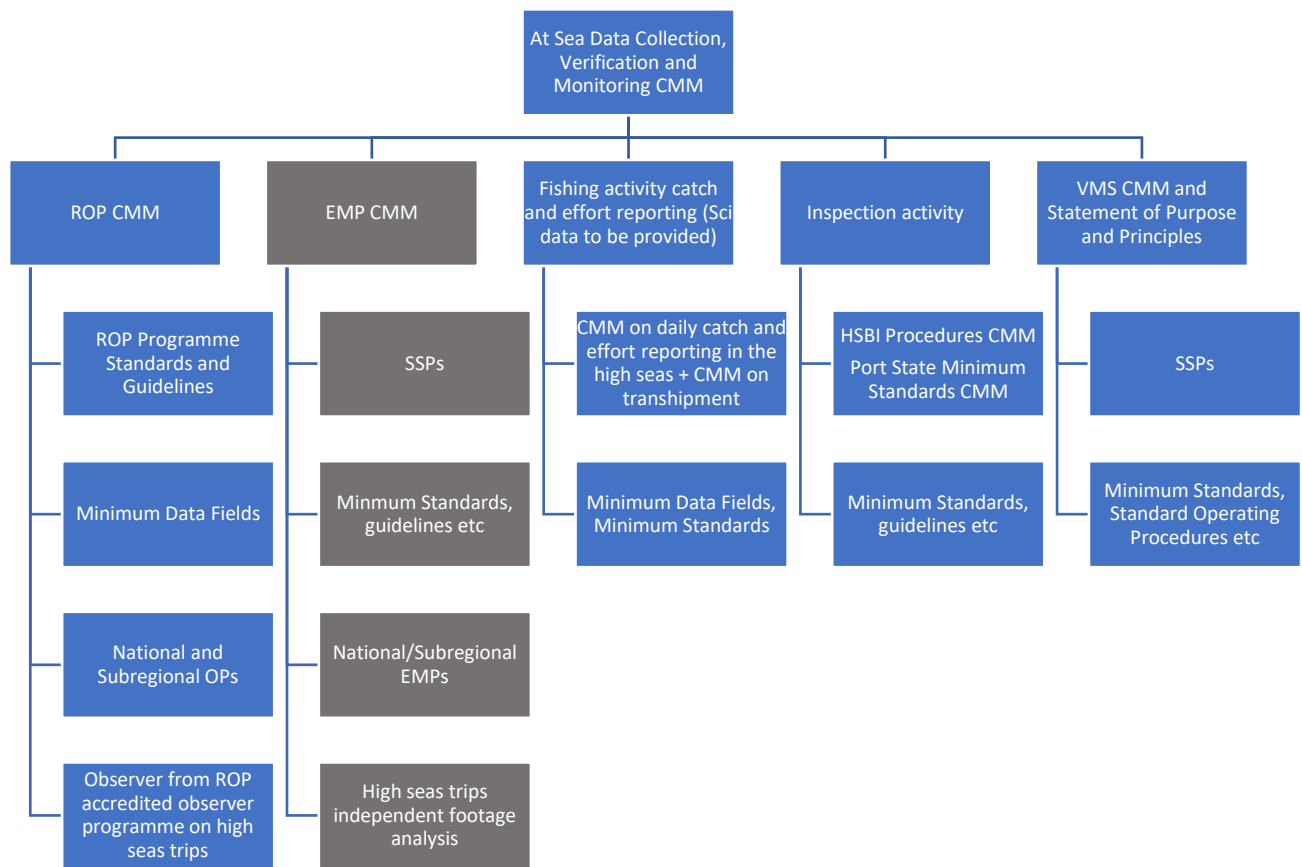 At Sea Data Collection,
Verification and
Monitoring CMM
ROP CMM
EMP CMM
Fishing activity catch
and effort reporting (Sci
data to be provided)
Inspection activity
VMS CMM and
Statement of Purpose
and Principles
ROP Programme
Standards and
Guidelines
SSPs
CMM on daily catch and
effort reporting in the
high seas + CMM on
transhipment
HSBI Procedures CMM
Port State Minimum
Standards CMM
SSPs
Minimum Data Fields
Minmum Standards,
guidelines etc
Minimum Data Fields,
Minimum Standards
Minimum Standards,
guidelines etc
Minimum Standards,
Standard Operating
Procedures etc
National and
Subregional OPs
National/Subregional
EMPs
Observer from ROP
accredited observer
programme on high
seas trips
High seas trips
independent footage
analysis